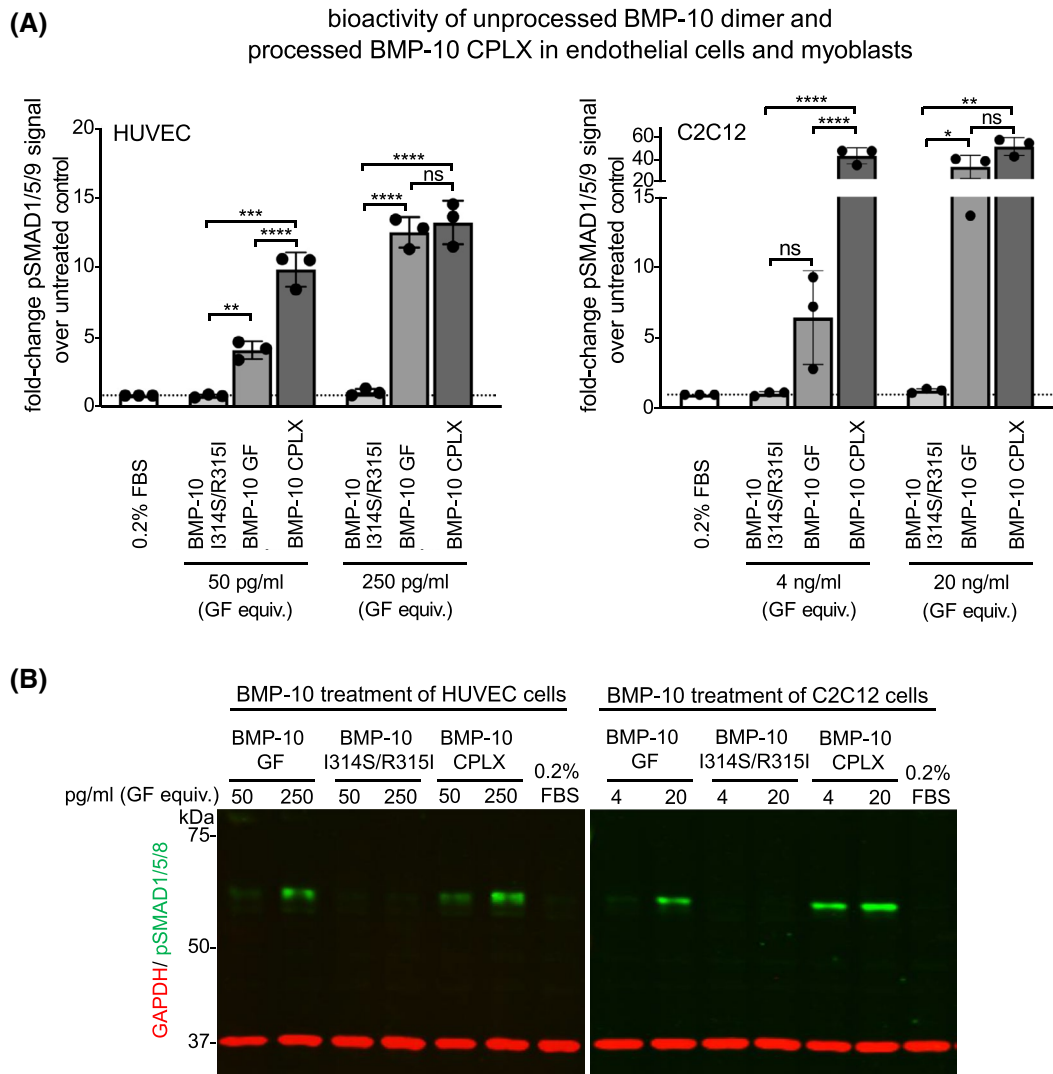 (A)
bioactivity of unprocessed BMP-10 dimer and
processed BMP-10 CPLX in endothelial cells and myoblasts
fold-change pSMAD1/5/9 signal
over untreated control
HUVEC
20
15
10
5
0
**
***
****
****
****
ns
0.2% FBS
BMP-10
I314S/R315I
BMP-10 GF
BMP-10 CPLX
BMP-10
I314S/R315I
BMP-10 GF
BMP-10 CPLX
50 pg/ml
(GF equiv.)
250 pg/ml
(GF equiv.)
fold-change pSMAD1/5/9 signal
over untreated control
C2C12
60
40
20
15
10
5
0
ns
****
****
**
*
ns
0.2% FBS
BMP-10
I314S/R315I
BMP-10 GF
BMP-10 CPLX
BMP-10
I314S/R315I
BMP-10 GF
BMP-10 CPLX
4 ng/ml
(GF equiv.)
20 ng/ml
(GF equiv.)
(B)
BMP-10 treatment of HUVEC cells
BMP-10 treatment of C2C12 cells
BMP-10
GF
BMP-10
I314S/R315I
BMP-10
CPLX
0.2%
FBS
BMP-10
GF
BMP-10
I314S/R315I
BMP-10
CPLX
0.2%
FBS
pg/ml (GF equiv.) 50 250 50 250 50 250 4 20 4 20 4 20
kDa
75-
50-
37-
GAPDH/ pSMAD1/5/8